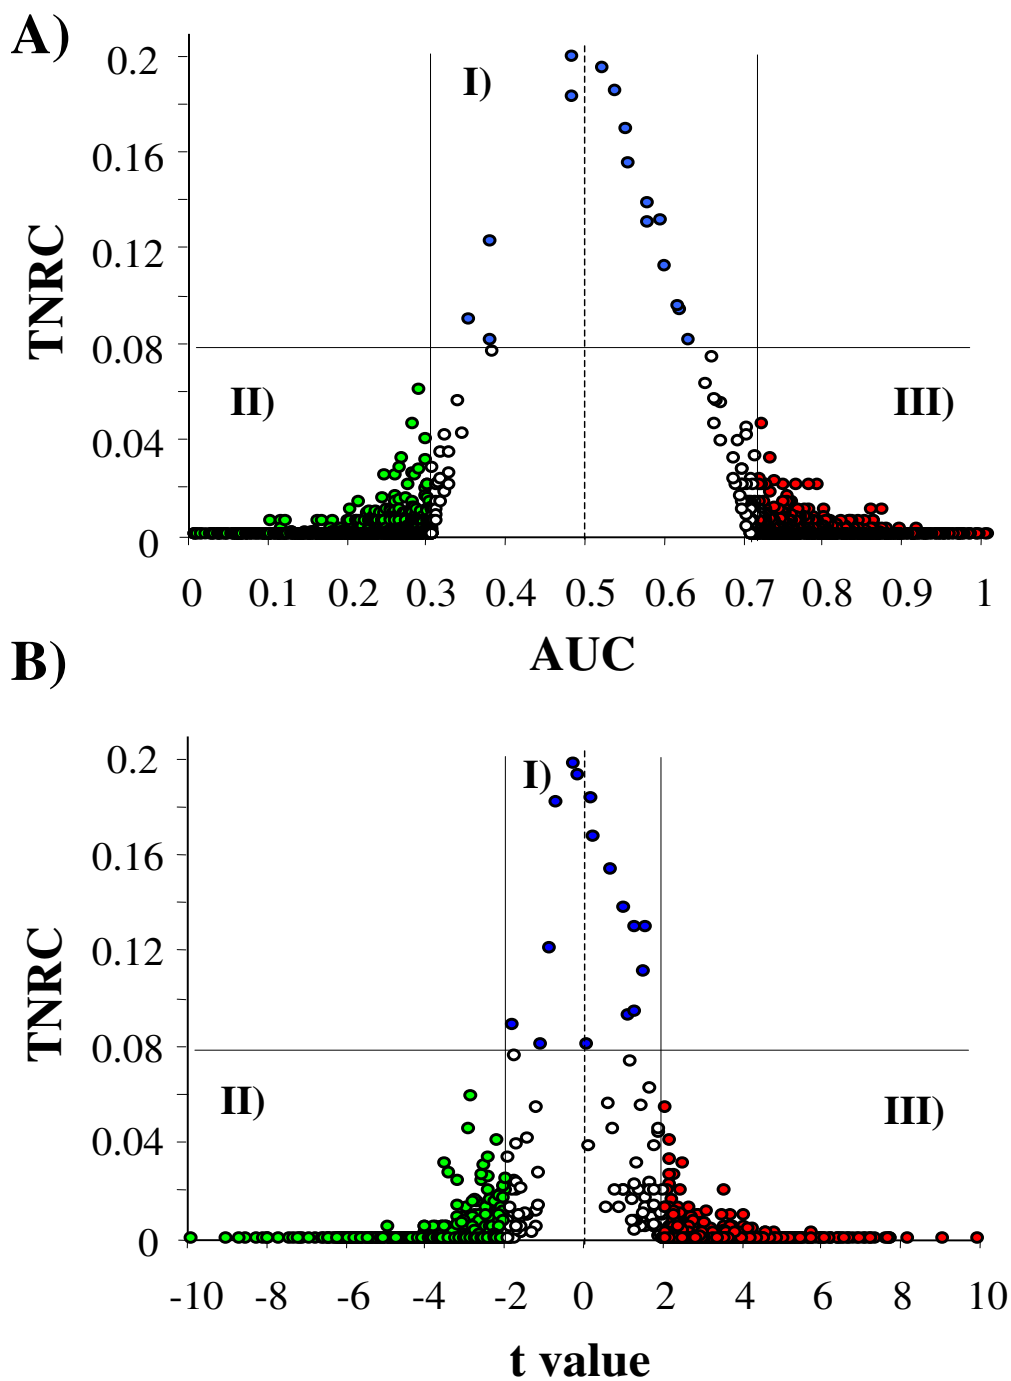 A)
I)
0.2
0.16
0.12
0.08
0.04
0
TNRC
II)
III)
0 0.1 0.2 0.3 0.4 0.5 0.6 0.7 0.8 0.9 1
AUC
B)
I)
0.2
0.16
0.12
0.08
0.04
0
TNRC
II)
III)
-10 -8 -6 -4 -2 0 2 4 6 8 10
t value